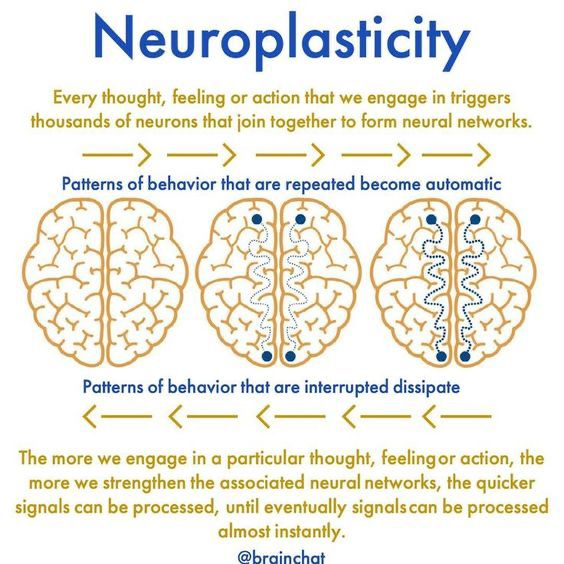 Neuroplasticity
Every thought, feeling or action that we engage in triggers
thousands of neurons that join together to form neural networks.
Patterns of behavior that are repeated become automatic
Patterns of behavior that are interrupted dissipate
The more we engage in a particular thought, feeling or action, the
more we strengthen the associated neural networks, the quicker
signals can be processed, until eventually signals can be processed
almost instantly.
@brainchat